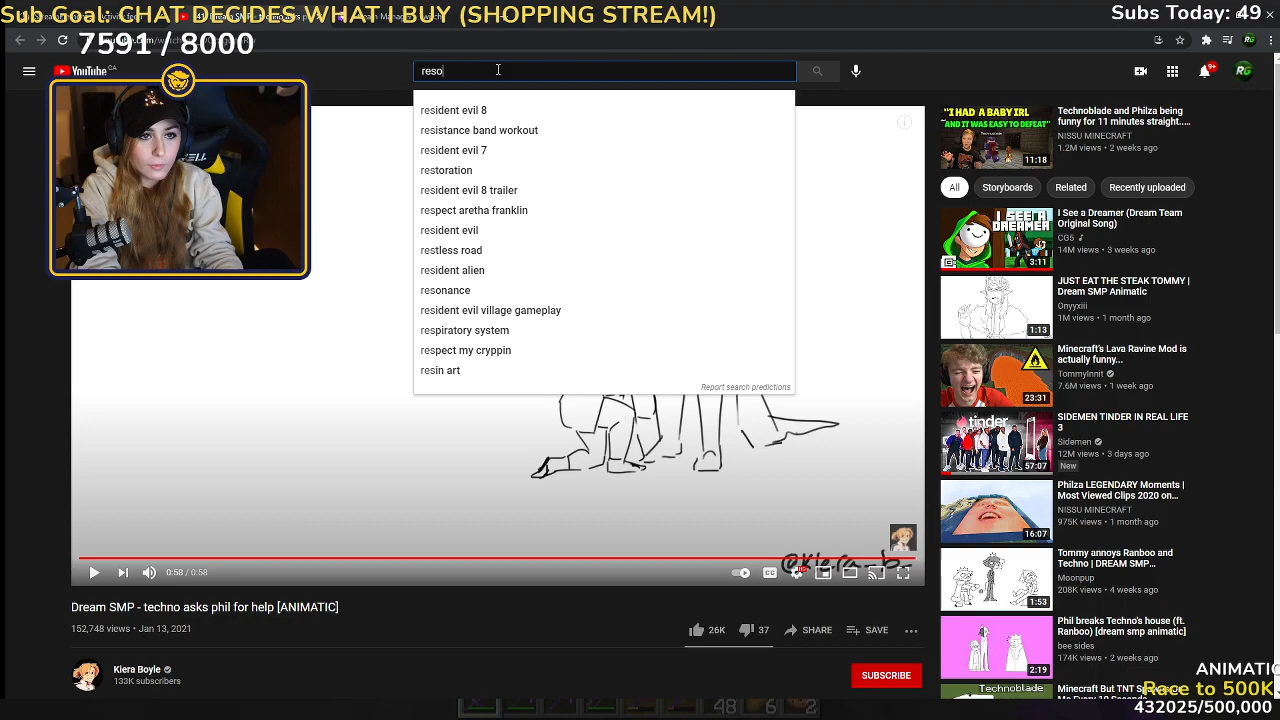 Sub Goal: CHAT DECIDES WHAT I BUY (SHOPPING STREAM!)
Subs Today: 49
7591 / 8000
YouTube CA
reso
9+
RG
resident evil 8
resistance band workout
resident evil 7
restoration
resident evil 8 trailer
respect aretha franklin
resident evil
restless road
resident alien
resonance
resident evil village gameplay
respiratory system
respect my cryppin
resin art
Report search predictions
@kiera_b_
0:58 / 0:58
CC
HD
Dream SMP - techno asks phil for help [ANIMATIC]
152,748 views • Jan 13, 2021
26K
37
SHARE
SAVE
Kiera Boyle
133K subscribers
SUBSCRIBE
"I HAD A BABY IRL
AND IT WAS EASY TO DEFEAT"
11:18
Technoblade and Philza being
funny for 11 minutes straight.…
NISSU MINECRAFT
1.2M views • 2 weeks ago
All
Storyboards
Related
Recently uploaded
I SEE A
DREAMER
3:11
I See a Dreamer (Dream Team
Original Song)
CG5
14M views • 3 weeks ago
1:13
JUST EAT THE STEAK TOMMY |
Dream SMP Animatic
Onyyxiii
1M views • 1 month ago
23:31
Minecraft's Lava Ravine Mod is
actually funny...
TommyInnit
7.6M views • 1 week ago
tinder
57:07
SIDEMEN TINDER IN REAL LIFE
3
Sidemen
12M views • 3 days ago
New
16:07
Philza LEGENDARY Moments |
Most Viewed Clips 2020 on…
NISSU MINECRAFT
975K views • 1 month ago
1:53
Tommy annoys Ranboo and
Techno | DREAM SMP…
Moonpup
208K views • 4 weeks ago
2:19
Phil breaks Techno's house (ft.
Ranboo) [dream smp animatic]
bee sides
174K views • 2 weeks ago
Technoblade
Minecraft But TNT
ANIMATIC
Race to 500K
432025/500,000
48
6
2